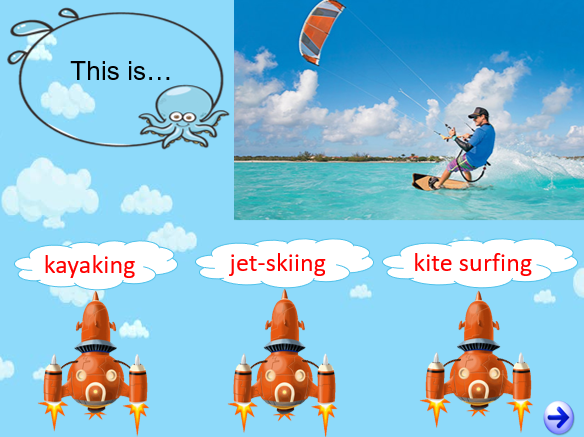 This is…
kayaking
jet-skiing
kite surfing